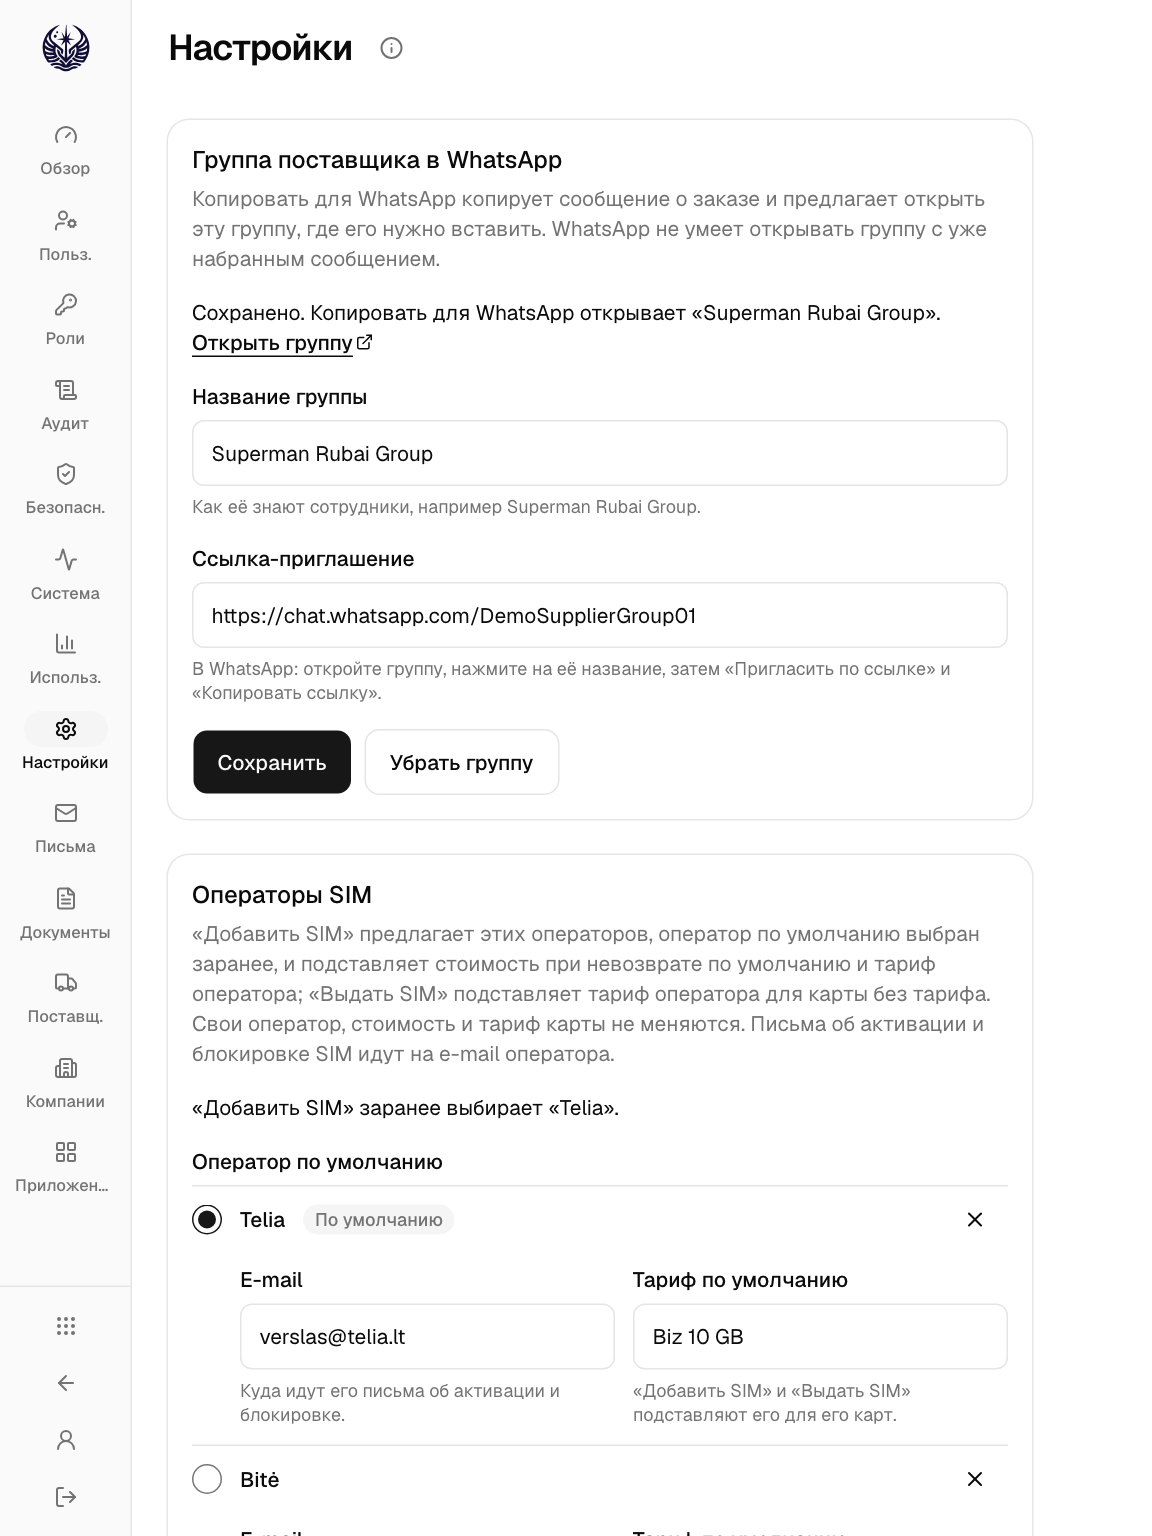 Настройки
Обзор
Польз.
Роли
Аудит
Безопасн.
Система
Использ.
Настройки
Письма
Документы
Поставщ.
Компании
Приложен...
Группа поставщика в WhatsApp
Копировать для WhatsApp копирует сообщение о заказе и предлагает открыть
эту группу, где его нужно вставить. WhatsApp не умеет открывать группу с уже
набранным сообщением.
Сохранено. Копировать для WhatsApp открывает «Superman Rubai Group».
Открыть группу
Название группы
Superman Rubai Group
Как её знают сотрудники, например Superman Rubai Group.
Ссылка-приглашение
https://chat.whatsapp.com/DemoSupplierGroup01
В WhatsApp: откройте группу, нажмите на её название, затем «Пригласить по ссылке» и
«Копировать ссылку».
Сохранить
Убрать группу
Операторы SIM
«Добавить SIM» предлагает этих операторов, оператор по умолчанию выбран
заранее, и подставляет стоимость при невозврате по умолчанию и тариф
оператора; «Выдать SIM» подставляет тариф оператора для карты без тарифа.
Свои оператор, стоимость и тариф карты не меняются. Письма об активации и
блокировке SIM идут на e-mail оператора.
«Добавить SIM» заранее выбирает «Telia».
Оператор по умолчанию
Telia По умолчанию
E-mail
Тариф по умолчанию
verslas@telia.lt
Biz 10 GB
Куда идут его письма об активации и
блокировке.
«Добавить SIM» и «Выдать SIM»
подставляют его для его карт.
Bitė